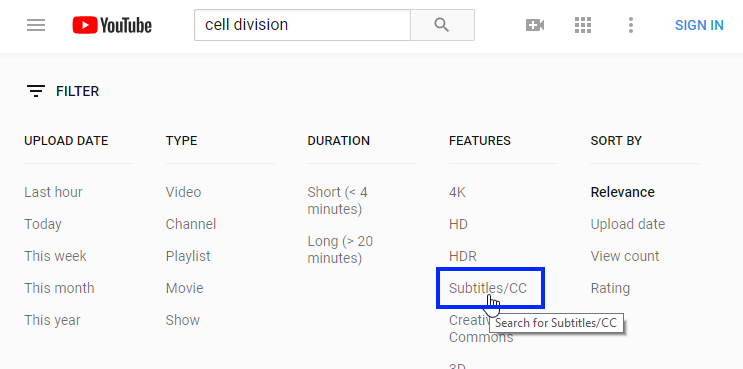 YouTube
cell division
SIGN IN
FILTER
UPLOAD DATE
Last hour
Today
This week
This month
This year
TYPE
Video
Channel
Playlist
Movie
Show
DURATION
Short (< 4
minutes)
Long (> 20
minutes)
FEATURES
4K
HD
HDR
Subtitles/CC
Search for Subtitles/CC
Commons
3D
SORT BY
Relevance
Upload date
View count
Rating